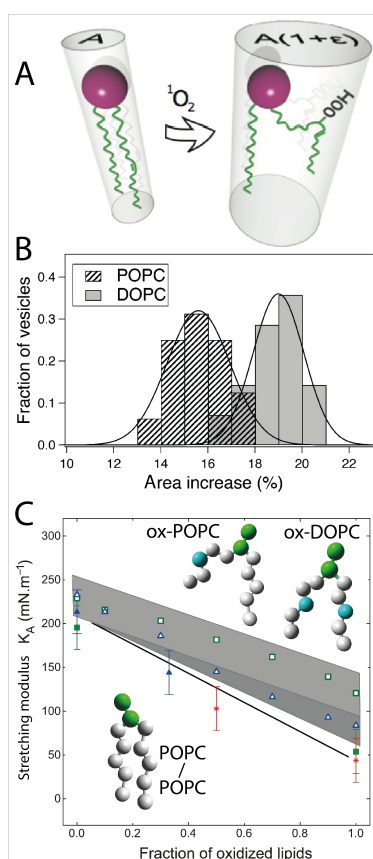 A
A
A(1+ε)
¹O₂
-OOH
B
POPC
DOPC
Fraction of vesicles
0.4
0.3
0.2
0.1
0.0
10 12 14 16 18 20 22
Area increase (%)
C
ox-POPC
ox-DOPC
Stretching modulus K_A (mN.m⁻¹)
300
250
200
150
100
50
0
POPC
POPC
0.0 0.2 0.4 0.6 0.8 1.0
Fraction of oxidized lipids